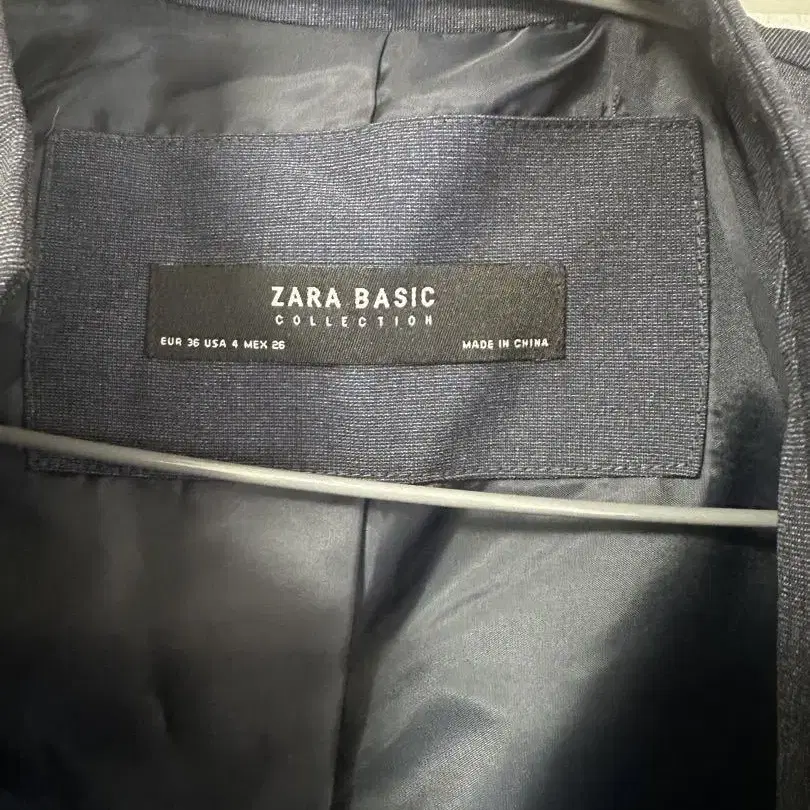 ZARA BASIC
COLLECTION
EUR 36 USA 4 MEX 26 MADE IN CHINA